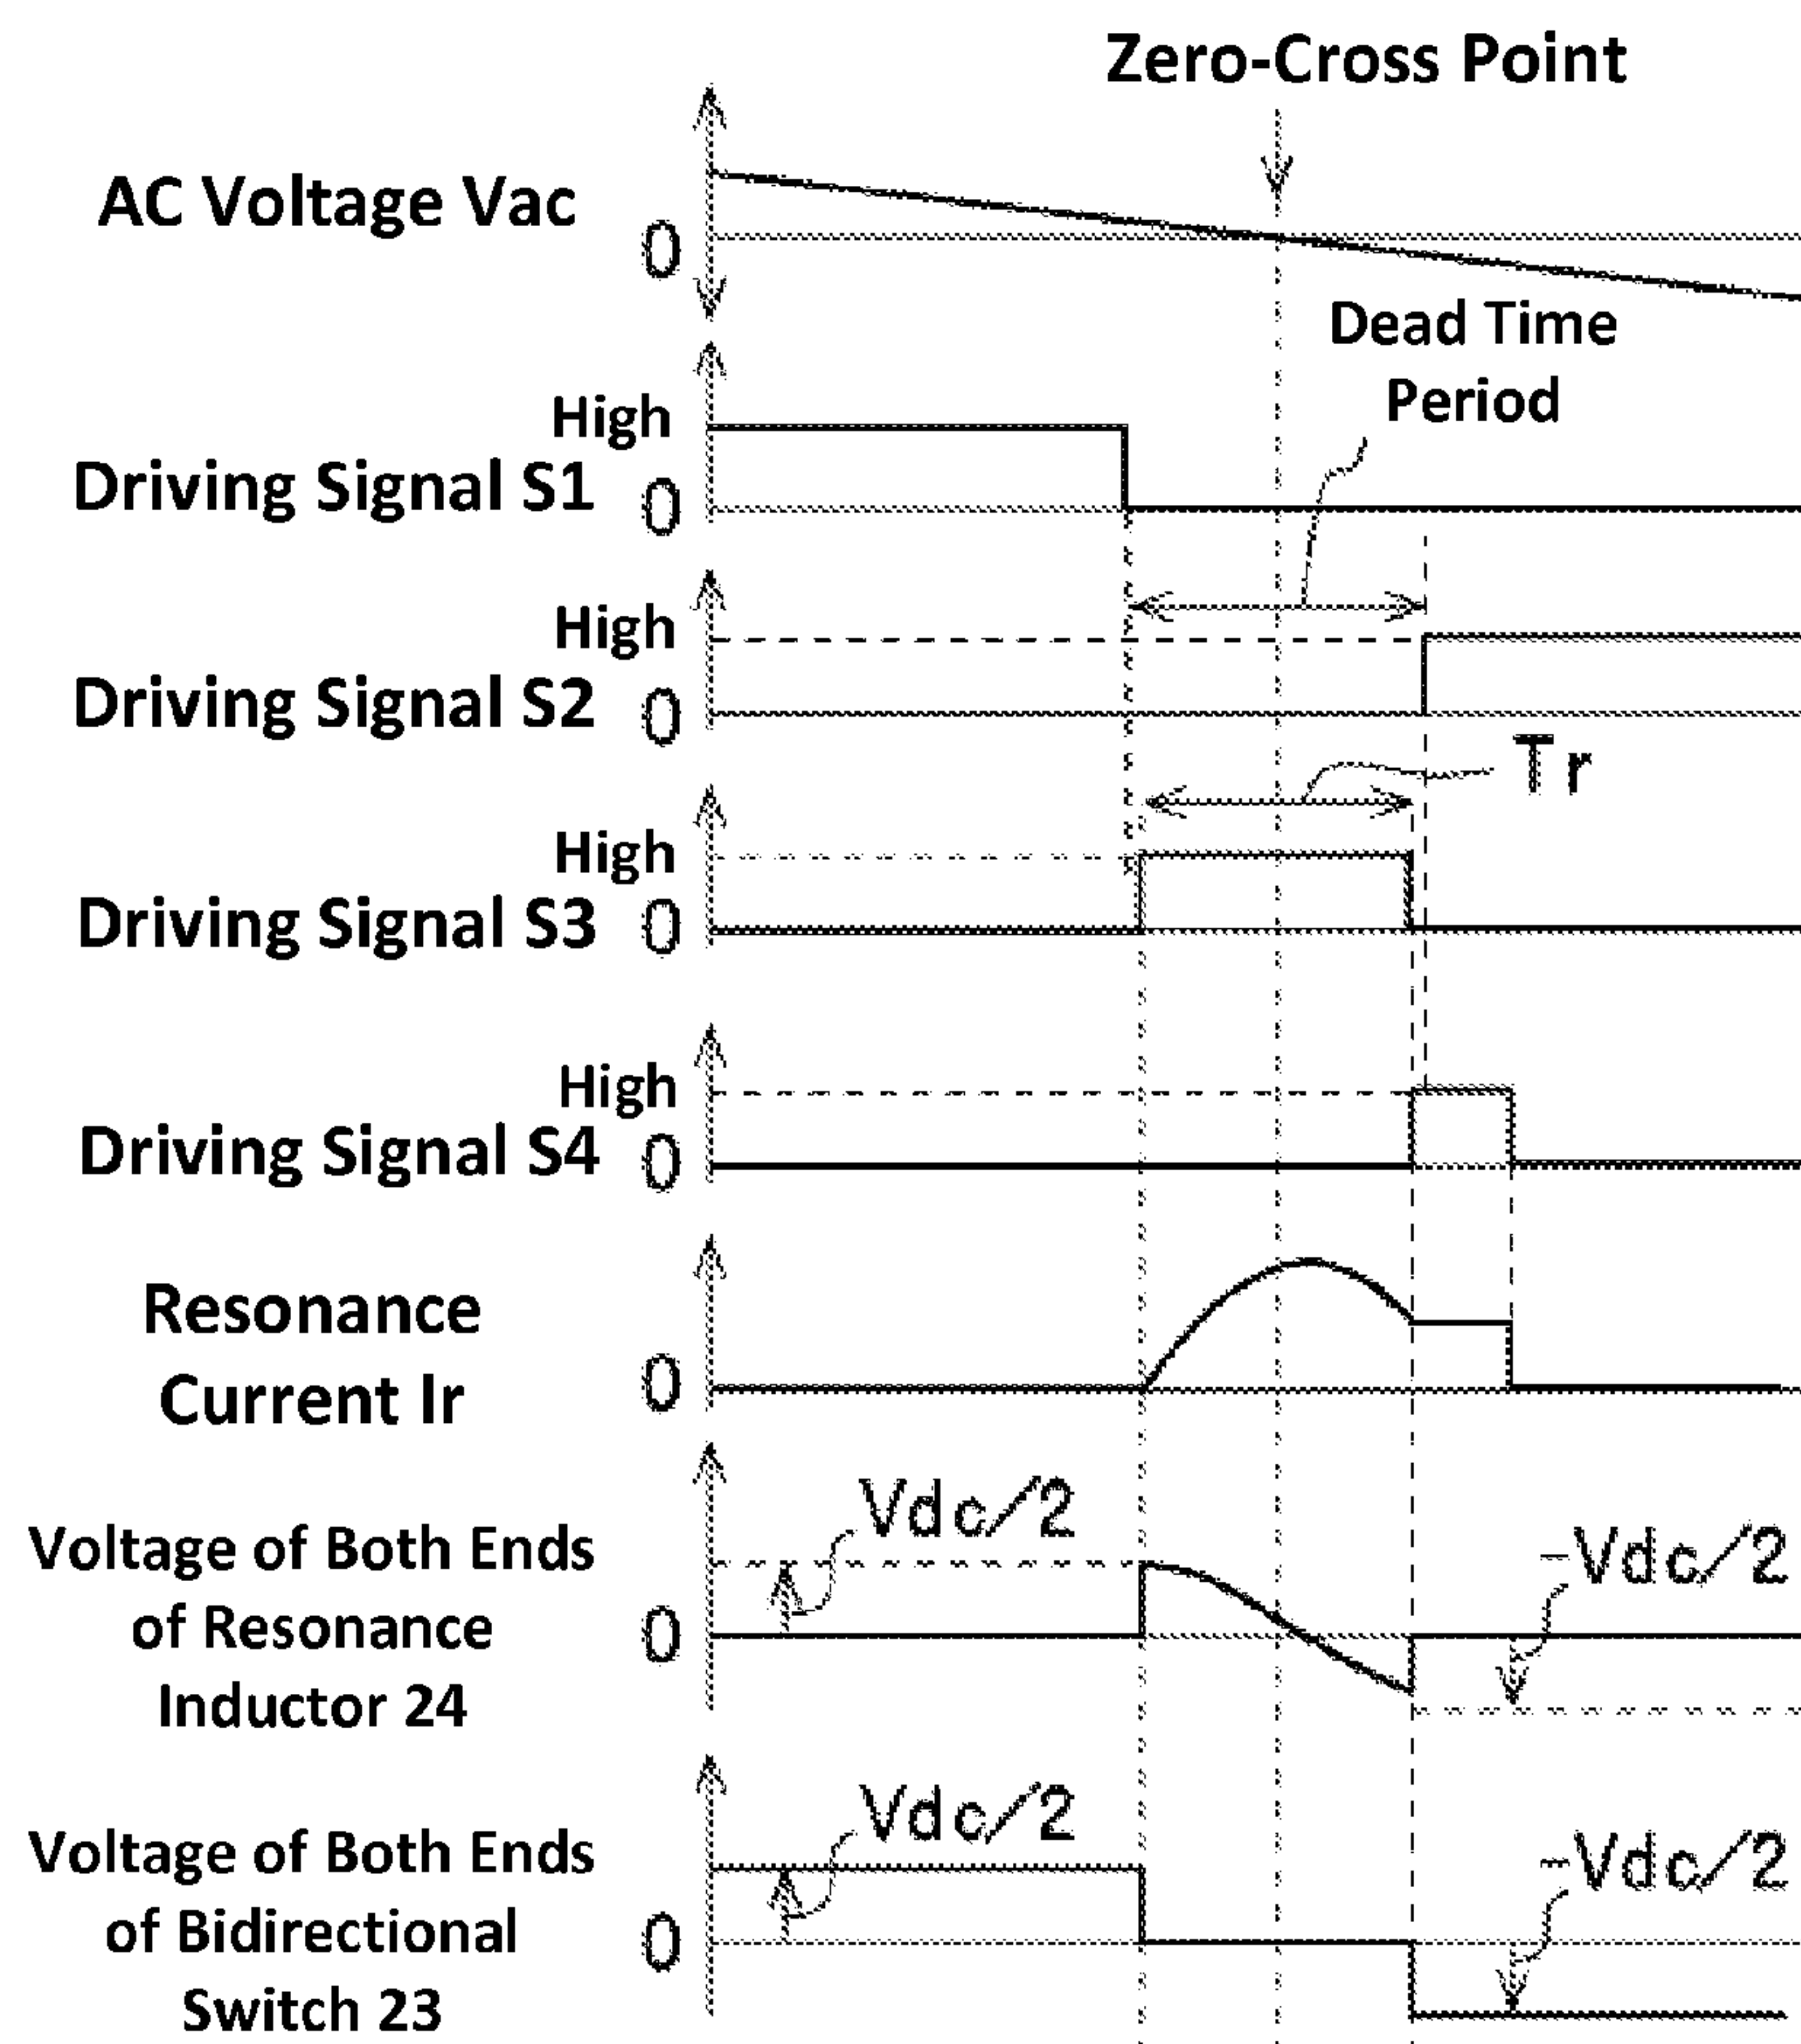 Zero-Cross Point
AC Voltage Vac
0
Dead Time
Period
High
Driving Signal S1
0
High
Driving Signal S2
0
Tr
High
Driving Signal S3
0
High
Driving Signal S4
0
Resonance
Current Ir
0
Vdc/2
Voltage of Both Ends
of Resonance
Inductor 24
0
-Vdc/2
Vdc/2
Voltage of Both Ends
of Bidirectional
Switch 23
0
-Vdc/2